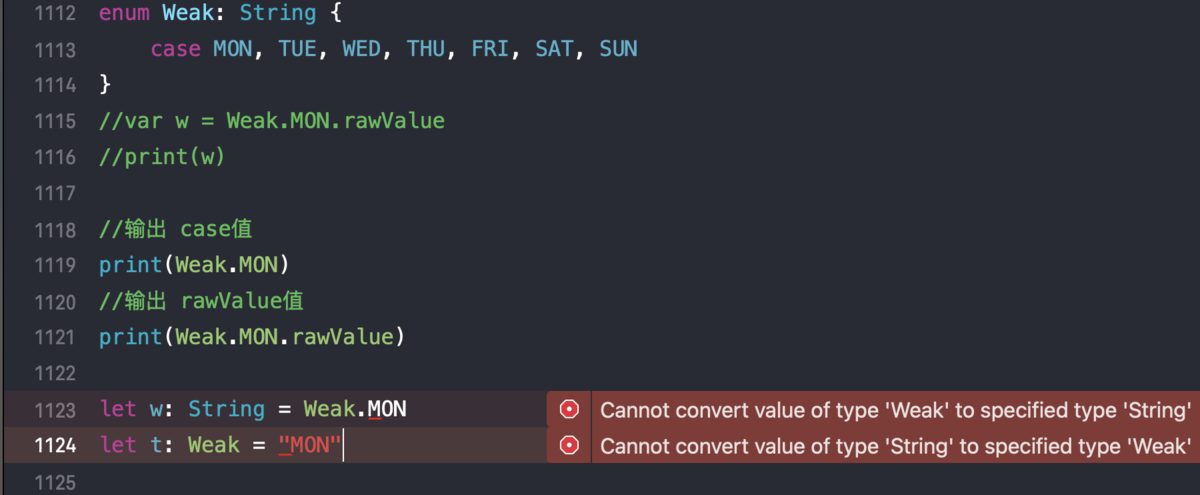 1112 enum Weak: String {
1113     case MON, TUE, WED, THU, FRI, SAT, SUN
1114 }
1115 //var w = Weak.MON.rawValue
1116 //print(w)
1117
1118 //输出 case值
1119 print(Weak.MON)
1120 //输出 rawValue值
1121 print(Weak.MON.rawValue)
1122
1123 let w: String = Weak.MON Cannot convert value of type 'Weak' to specified type 'String'
1124 let t: Weak = "MON" Cannot convert value of type 'String' to specified type 'Weak'
1125